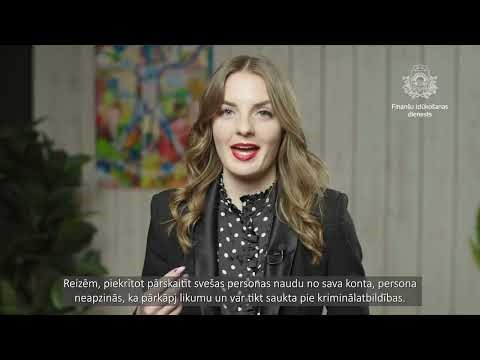 Finanšu izlūkošanas
dienests
Reizēm, piekrītot pārskaitīt svešas personas naudu no sava konta, persona
neapzinās, ka pārkāpj likumu un var tikt saukta pie kriminālatbildības.